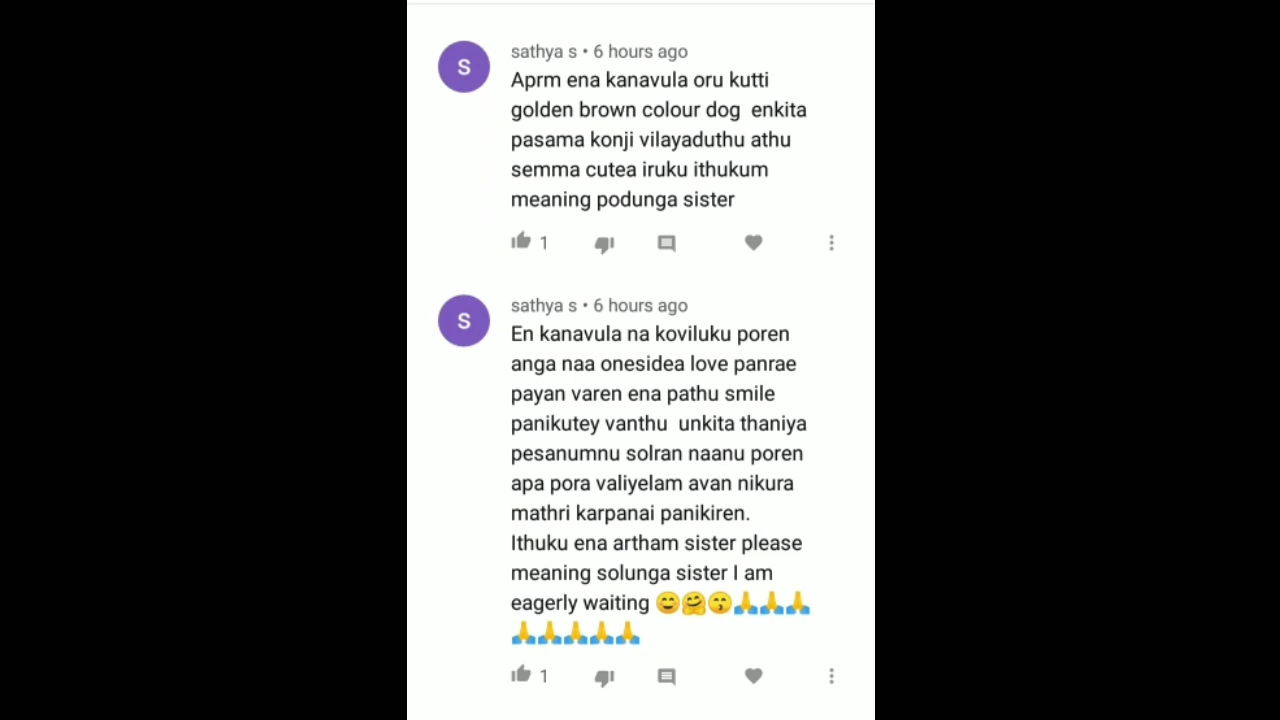 S
sathya s • 6 hours ago
Aprm ena kanavula oru kutti
golden brown colour dog enkita
pasama konji vilayaduthu athu
semma cutea iruku ithukum
meaning podunga sister
1
S
sathya s • 6 hours ago
En kanavula na koviluku poren
anga naa onesidea love panrae
payan varen ena pathu smile
panikutey vanthu unkita thaniya
pesanumnu solran naanu poren
apa pora valiyelam avan nikura
mathri karpanai panikiren.
Ithuku ena artham sister please
meaning solunga sister I am
eagerly waiting 😊🤗😙🙏🙏🙏
🙏🙏🙏🙏🙏
1